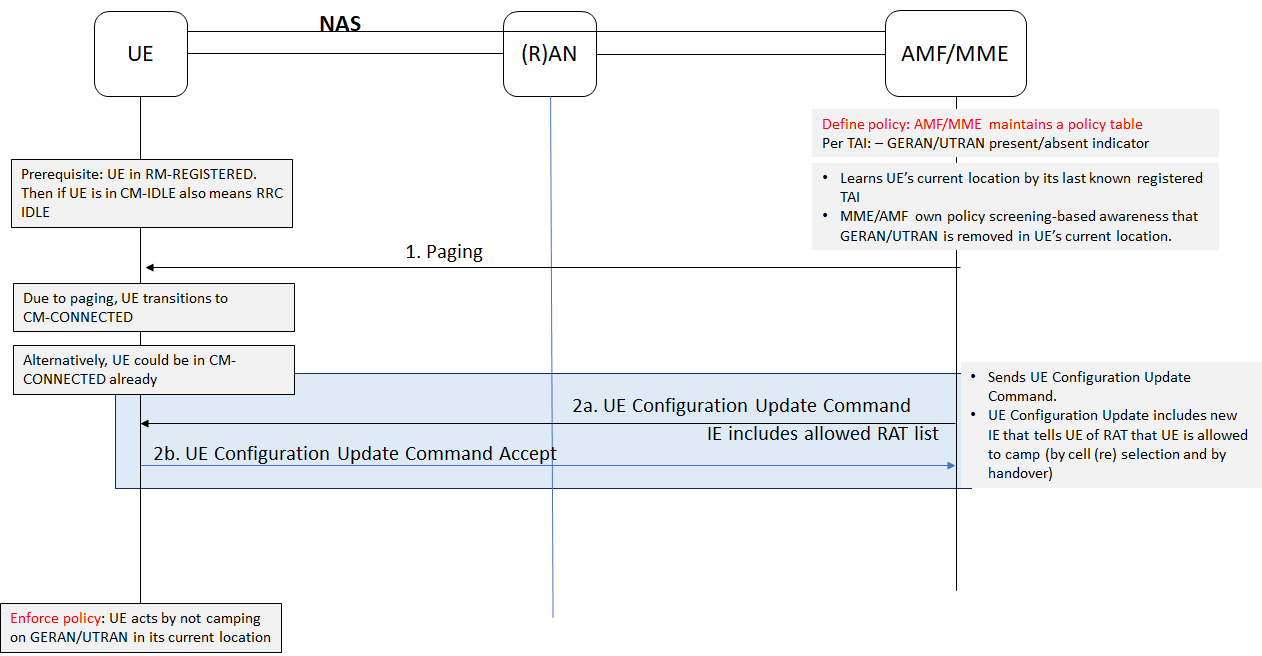 NAS
UE
(R)AN
AMF/MME
Define policy: AMF/MME maintains a policy table
Per TAI: – GERAN/UTRAN present/absent indicator
Prerequisite: UE in RM-REGISTERED.
Then if UE is in CM-IDLE also means RRC
IDLE
• Learns UE's current location by its last known registered
TAI
• MME/AMF own policy screening-based awareness that
GERAN/UTRAN is removed in UE's current location.
1. Paging
Due to paging, UE transitions to
CM-CONNECTED
Alternatively, UE could be in CM-
CONNECTED already
• Sends UE Configuration Update
Command.
• UE Configuration Update includes new
IE that tells UE of RAT that UE is allowed
to camp (by cell (re) selection and by
handover)
2a. UE Configuration Update Command
IE includes allowed RAT list
2b. UE Configuration Update Command Accept
Enforce policy: UE acts by not camping
on GERAN/UTRAN in its current location